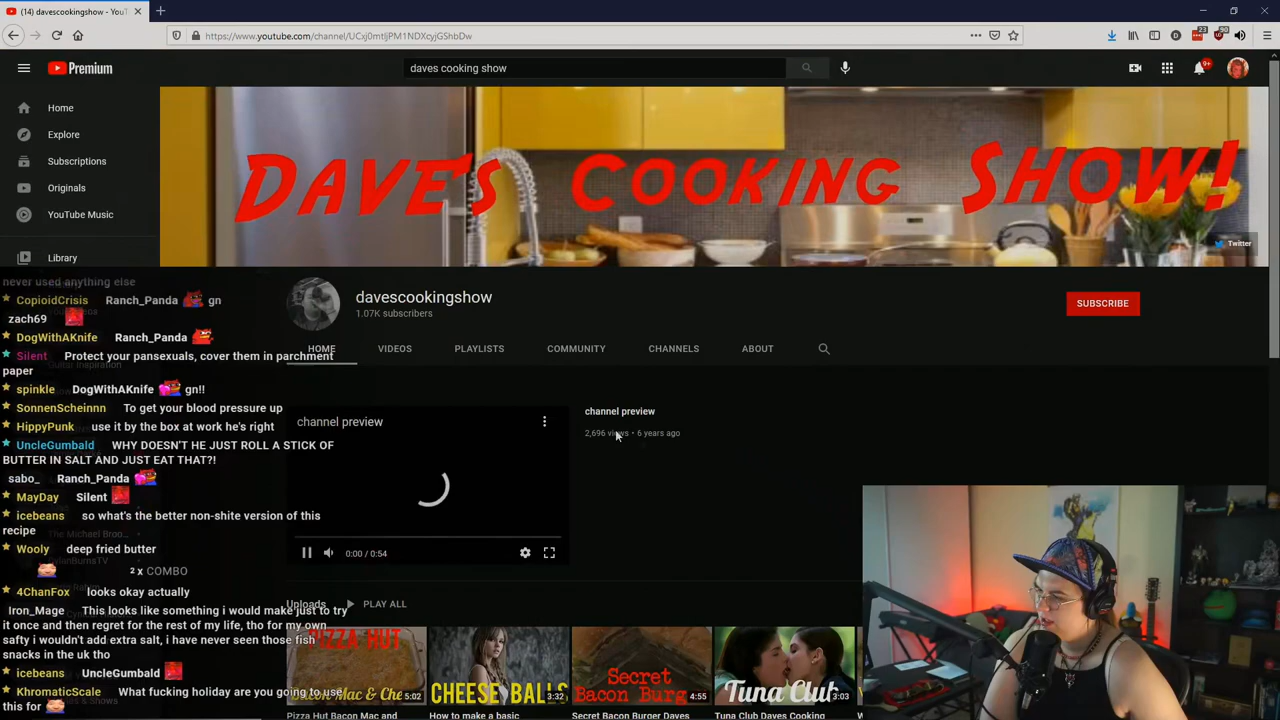 (14) davescookingshow - YouT
https://www.youtube.com/channel/UCxj0mtljPM1NDXcyjGShbDw
23
90
Premium
daves cooking show
9+
Home
Explore
Subscriptions
Originals
YouTube Music
Library
DAVE'S COOKING SHOW!
Twitter
davescookingshow
1.07K subscribers
SUBSCRIBE
HOME
VIDEOS
PLAYLISTS
COMMUNITY
CHANNELS
ABOUT
channel preview
0:00 / 0:54
channel preview
2,696 views • 6 years ago
Uploads
PLAY ALL
PIZZA HUT
Bacon Mac & Che
5:02
Pizza Hut Bacon Mac and
CHEESE BALLS
3:32
How to make a basic
Secret
Bacon Burg
4:55
Secret Bacon Burger Daves
Tuna Club
3:03
Tuna Club Daves Cooking
never used anything else
CopioidCrisis Ranch_Panda gn
zach69
DogWithAKnife Ranch_Panda
Silent Protect your pansexuals, cover them in parchment
paper
spinkle DogWithAKnife gn!!
SonnenScheinnn To get your blood pressure up
HippyPunk use it by the box at work he's right
UncleGumbald WHY DOESN'T HE JUST ROLL A STICK OF
BUTTER IN SALT AND JUST EAT THAT?!
sabo_ Ranch_Panda
MayDay Silent
icebeans so what's the better non-shite version of this
recipe
Wooly deep fried butter
2 x COMBO
4ChanFox looks okay actually
Iron_Mage This looks like something i would make just to try
it once and then regret for the rest of my life, tho for my own
safty i wouldn't add extra salt, i have never seen those fish
snacks in the uk tho
icebeans UncleGumbald
KhromaticScale What fucking holiday are you going to use
this for